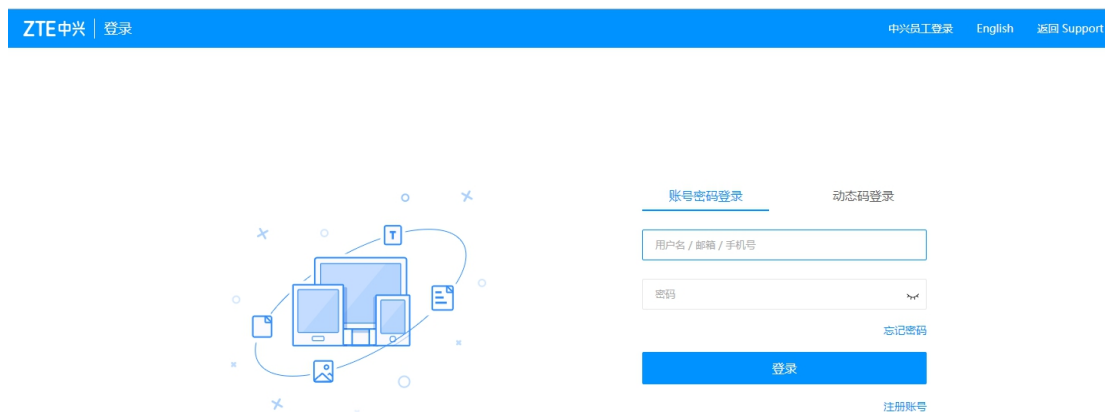 ZTE中兴 登录 中兴员工登录 English 返回 Support
账号密码登录 动态码登录
用户名 / 邮箱 / 手机号
密码
忘记密码
登录
注册账号
T